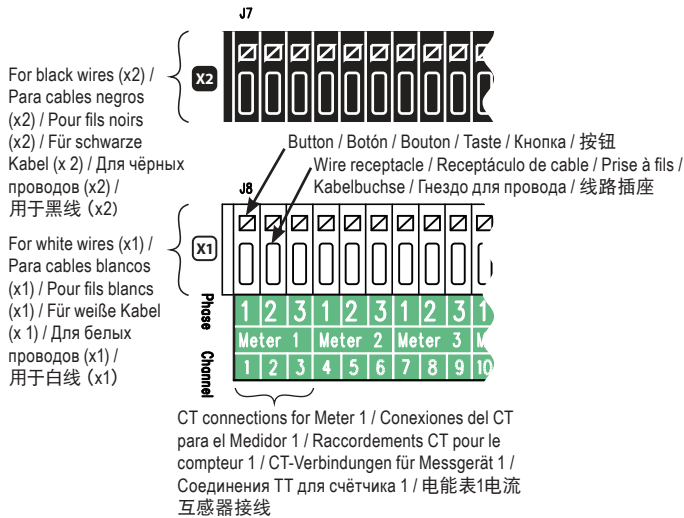 J7
For black wires (x2) /
Para cables negros
(x2) / Pour fils noirs
(x2) / Für schwarze
Kabel (x 2) / Для чёрных
проводов (x2) /
用于黑线 (x2)
X2
Button / Botón / Bouton / Taste / Кнопка / 按钮
Wire receptacle / Receptáculo de cable / Prise à fils /
Kabelbuchse / Гнездо для провода / 线路插座
J8
For white wires (x1) /
Para cables blancos
(x1) / Pour fils blancs
(x1) / Für weiße Kabel
(x 1) / Для белых
проводов (x1) /
用于白线 (x1)
X1
Phase
1 2 3 1 2 3 1 2 3 1
Meter 1 Meter 2 Meter 3 M
Channel
1 2 3 4 5 6 7 8 9 10
CT connections for Meter 1 / Conexiones del CT
para el Medidor 1 / Raccordements CT pour le
compteur 1 / CT-Verbindungen für Messgerät 1 /
Соединения ТТ для счётчика 1 / 电能表1电流
互感器接线